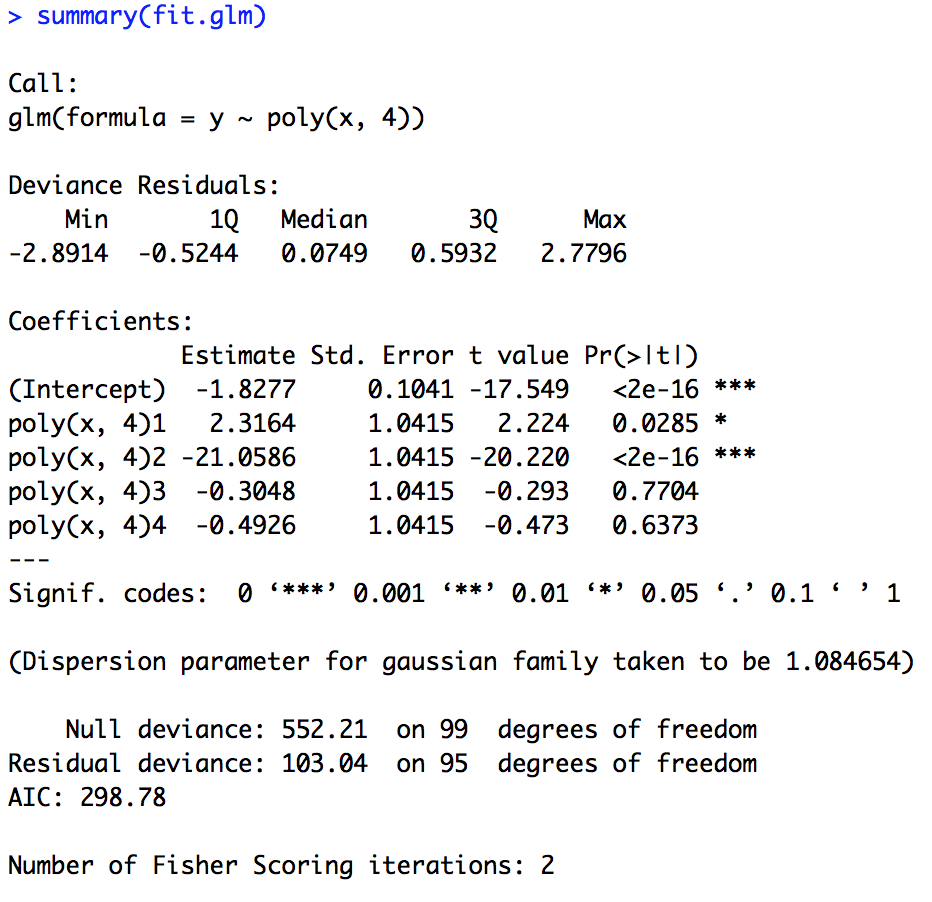 > summary(fit.glm)
Call:
glm(formula = y ~ poly(x, 4))
Deviance Residuals:
    Min       1Q   Median       3Q      Max
-2.8914  -0.5244   0.0749   0.5932   2.7796
Coefficients:
            Estimate Std. Error t value Pr(>|t|)
(Intercept)  -1.8277     0.1041 -17.549   <2e-16 ***
poly(x, 4)1   2.3164     1.0415   2.224   0.0285 *
poly(x, 4)2 -21.0586     1.0415 -20.220   <2e-16 ***
poly(x, 4)3  -0.3048     1.0415  -0.293   0.7704
poly(x, 4)4  -0.4926     1.0415  -0.473   0.6373
---
Signif. codes:  0 ‘***’ 0.001 ‘**’ 0.01 ‘*’ 0.05 ‘.’ 0.1 ‘ ’ 1
(Dispersion parameter for gaussian family taken to be 1.084654)
    Null deviance: 552.21  on 99  degrees of freedom
Residual deviance: 103.04  on 95  degrees of freedom
AIC: 298.78
Number of Fisher Scoring iterations: 2